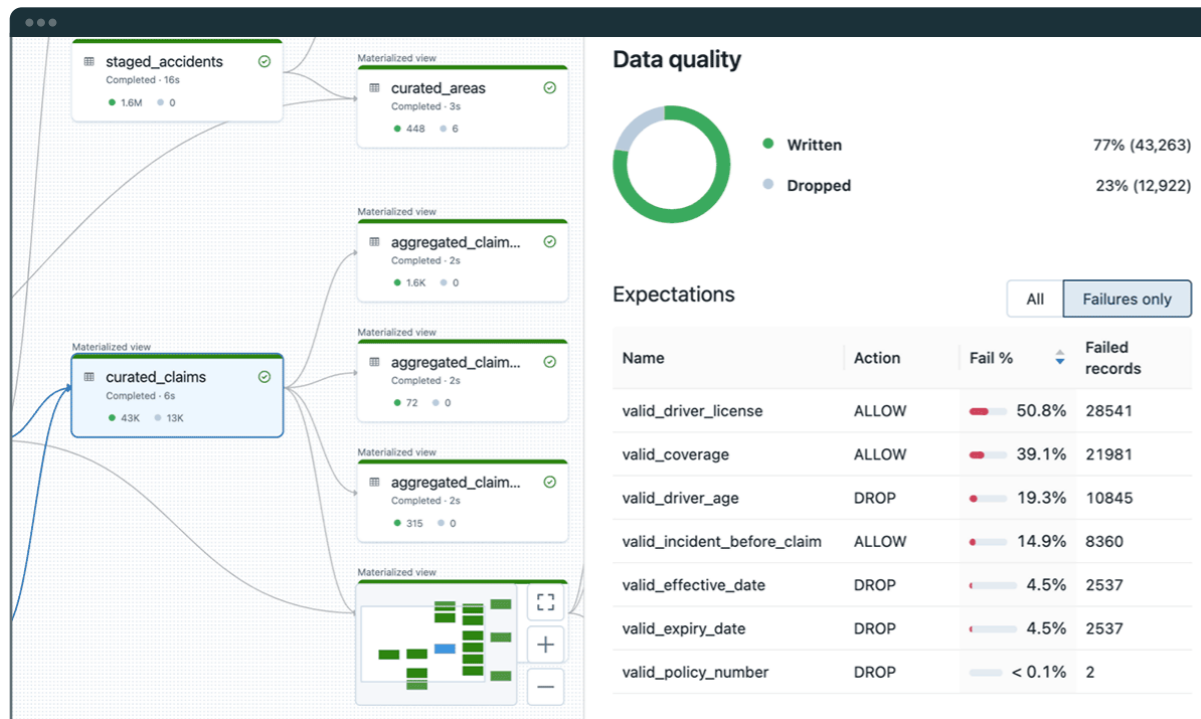 staged_accidents
Completed · 16s
1.6M 0
Materialized view
curated_areas
Completed · 3s
448 6
Materialized view
aggregated_claim...
Completed · 2s
1.6K 0
Materialized view
aggregated_claim...
Completed · 2s
72 0
Materialized view
curated_claims
Completed · 6s
43K 13K
Materialized view
aggregated_claim...
Completed · 2s
315 0
Materialized view
Data quality
Written 77% (43,263)
Dropped 23% (12,922)
Expectations
All Failures only
Name Action Fail % Failed records
valid_driver_license ALLOW 50.8% 28541
valid_coverage ALLOW 39.1% 21981
valid_driver_age DROP 19.3% 10845
valid_incident_before_claim ALLOW 14.9% 8360
valid_effective_date DROP 4.5% 2537
valid_expiry_date DROP 4.5% 2537
valid_policy_number DROP < 0.1% 2